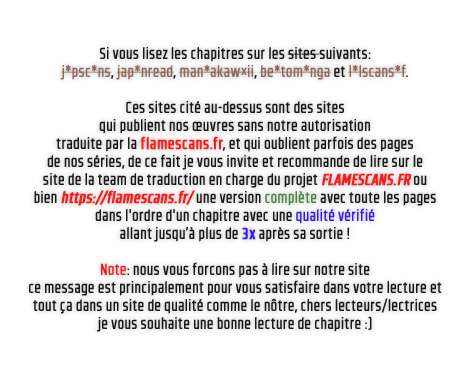 Si vous lisez les chapitres sur les sites suivants:
j*psc*ns, jap*nread, man*akawxii, be*tom*nga et l*lscans*f.
Ces sites cité au-dessus sont des sites
qui publient nos œuvres sans notre autorisation
traduite par la flamescans.fr, et qui oublient parfois des pages
de nos séries, de ce fait je vous invite et recommande de lire sur le
site de la team de traduction en charge du projet FLAMESCANS.FR ou
bien https://flamescans.fr/ une version complète avec toute les pages
dans l'ordre d'un chapitre avec une qualité vérifié
allant jusqu'à plus de 3x après sa sortie !
Note: nous vous forcons pas à lire sur notre site
ce message est principalement pour vous satisfaire dans votre lecture et
tout ça dans un site de qualité comme le nôtre, chers lecteurs/lectrices
je vous souhaite une bonne lecture de chapitre :)